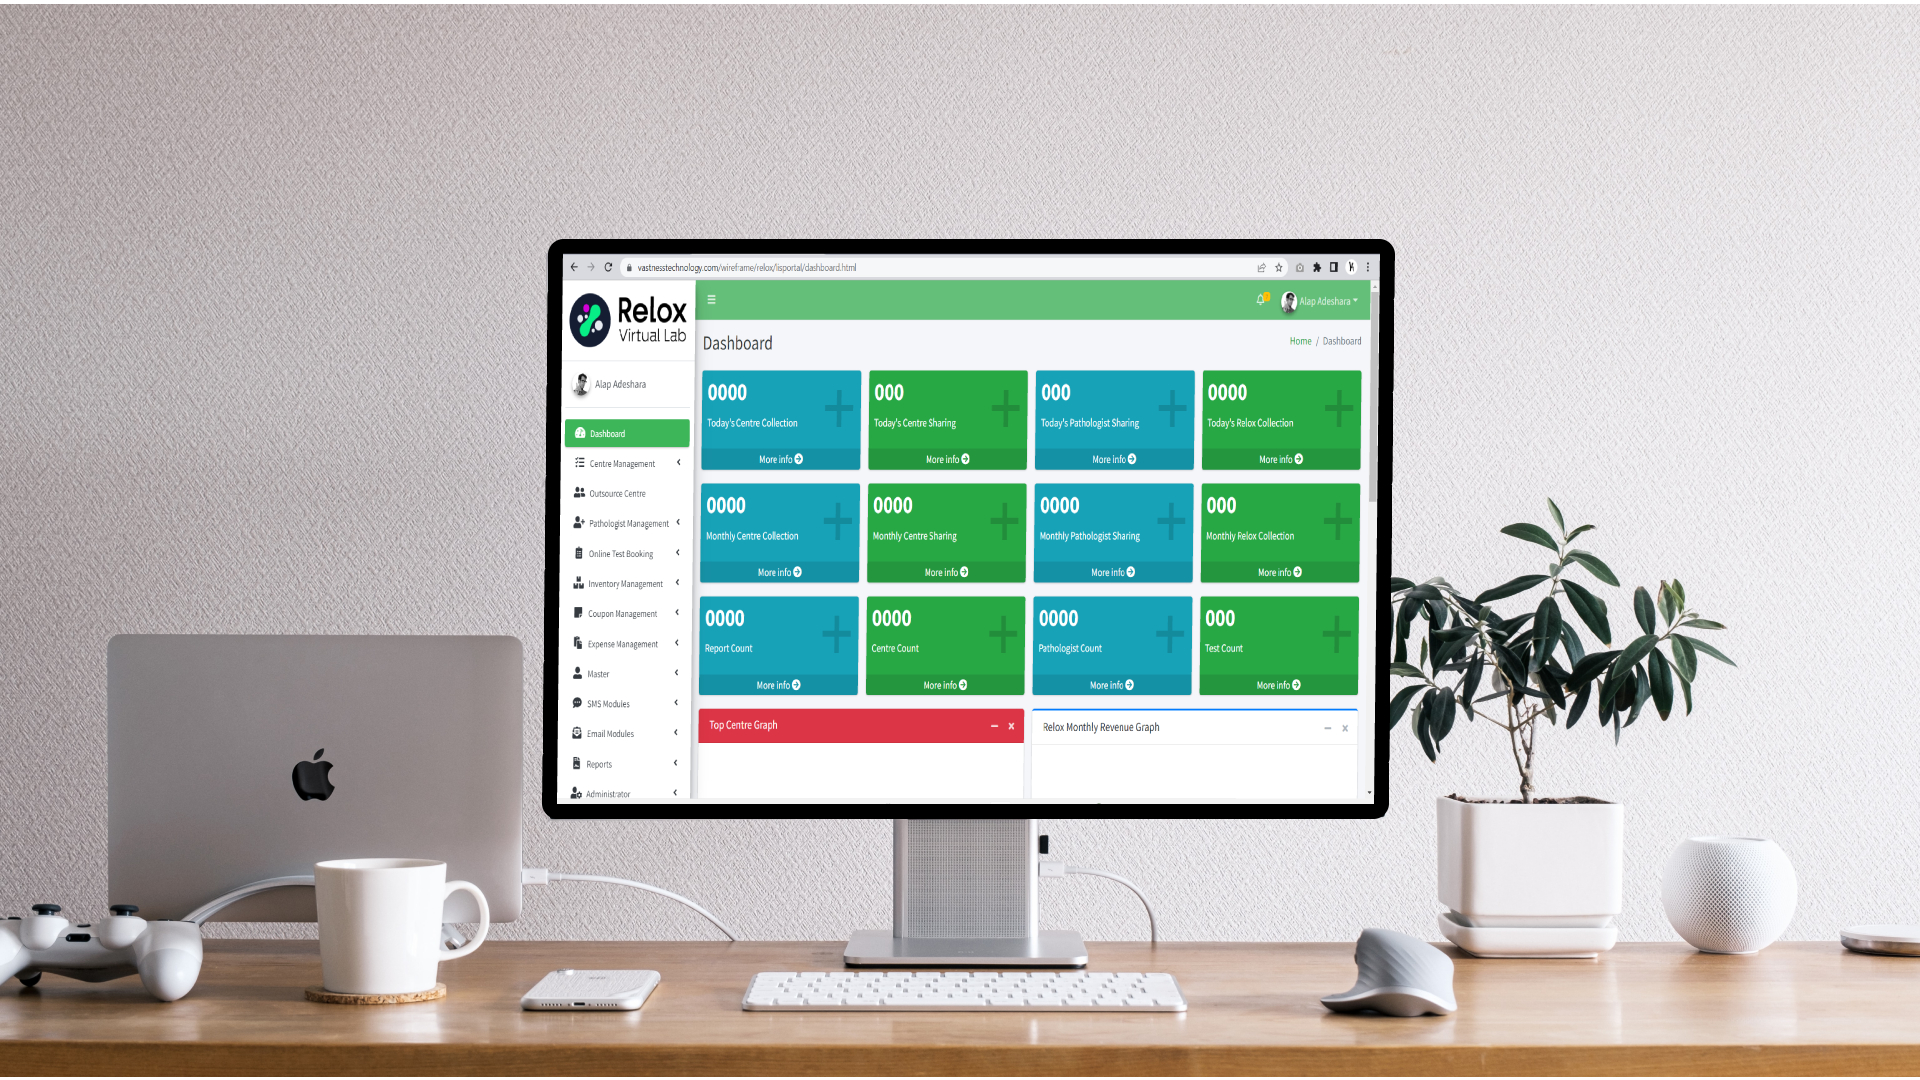 vastnesstechnology.com/wireframe/relox/lisportal/dashboard.html
Relox
Virtual Lab
Alap Adeshara
Dashboard
Home / Dashboard
Alap Adeshara
Dashboard
Centre Management
Outsource Centre
Pathologist Management
Online Test Booking
Inventory Management
Coupon Management
Expense Management
Master
SMS Modules
Email Modules
Reports
Administrator
0000
Today's Centre Collection
More info
000
Today's Centre Sharing
More info
000
Today's Pathologist Sharing
More info
0000
Today's Relox Collection
More info
0000
Monthly Centre Collection
More info
0000
Monthly Centre Sharing
More info
0000
Monthly Pathologist Sharing
More info
000
Monthly Relox Collection
More info
0000
Report Count
More info
0000
Centre Count
More info
0000
Pathologist Count
More info
000
Test Count
More info
Top Centre Graph
Relox Monthly Revenue Graph